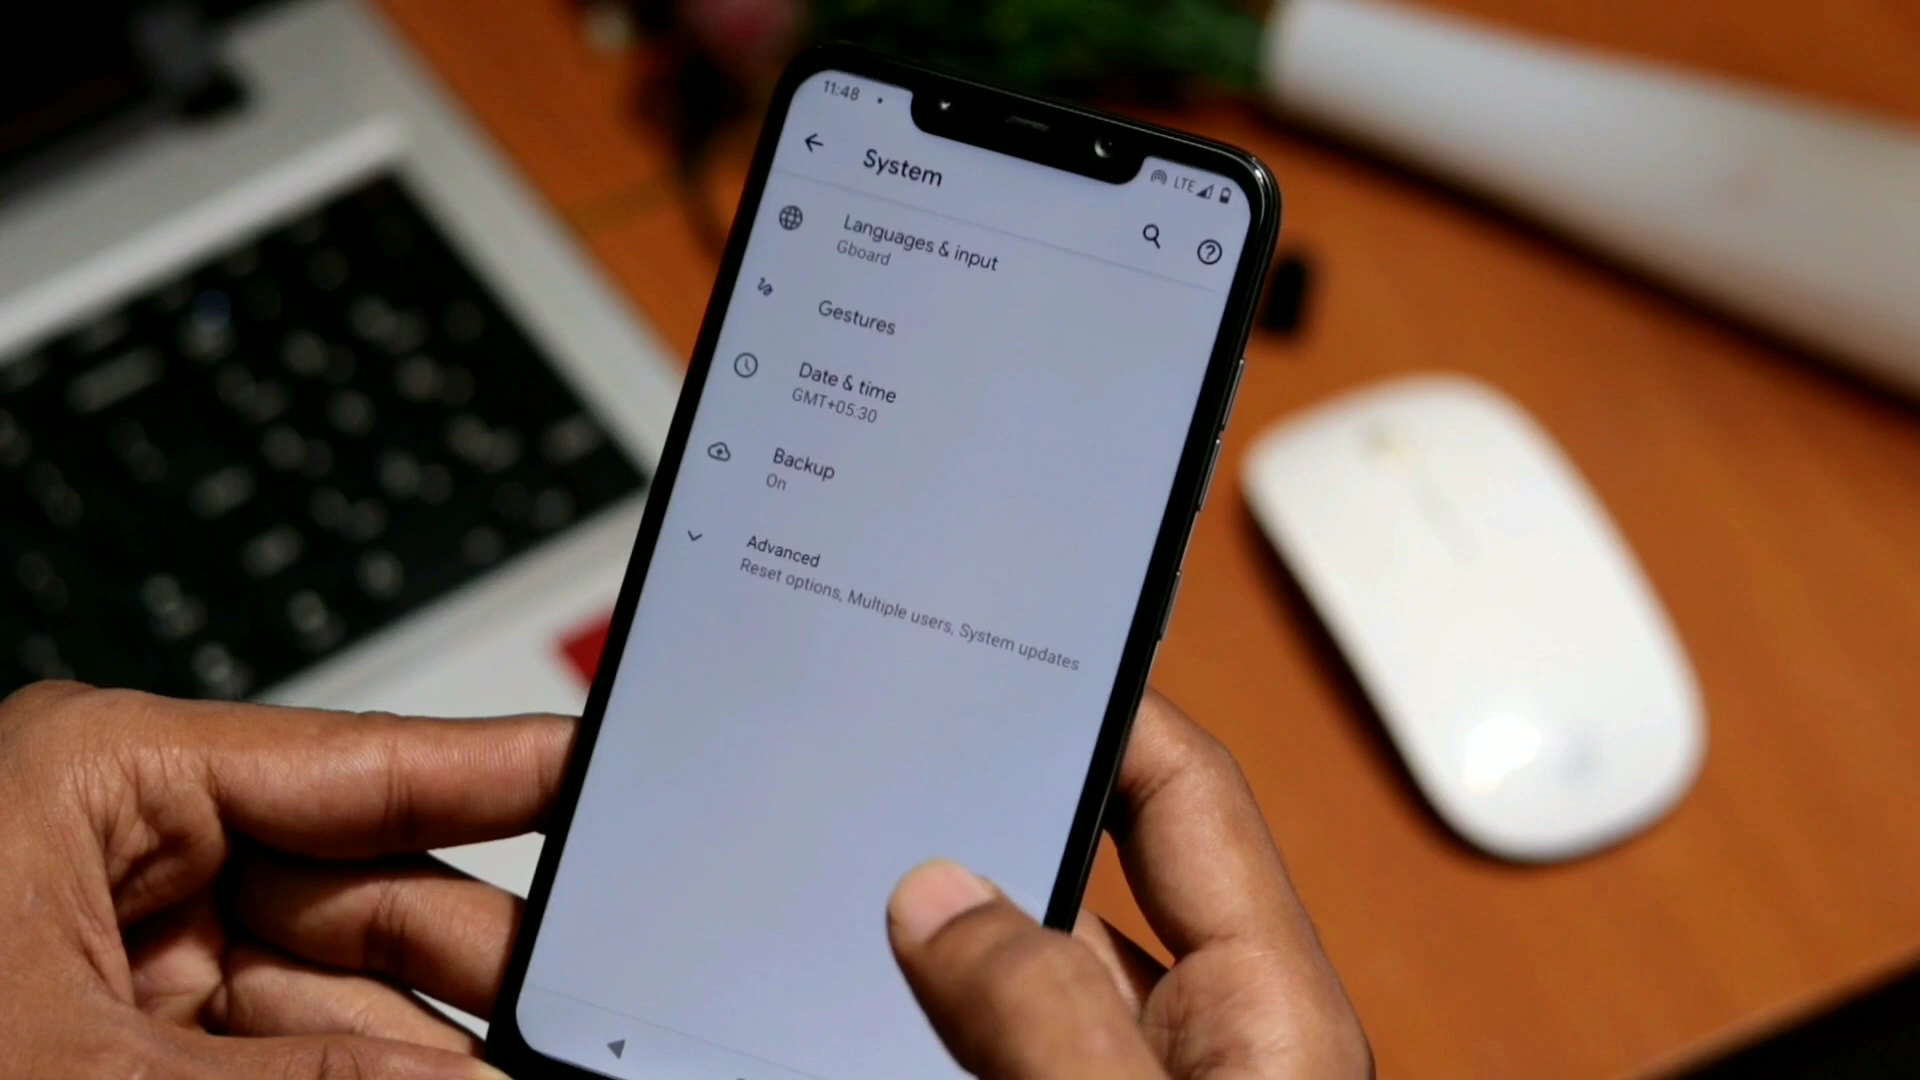 11:48
LTE
System
Languages & input
Gboard
Gestures
Date & time
GMT+05:30
Backup
On
Advanced
Reset options, Multiple users, System updates